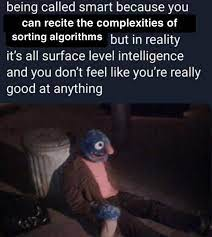 being called smart because you
can recite the complexities of
sorting algorithms but in reality
it's all surface level intelligence
and you don't feel like you're really
good at anything